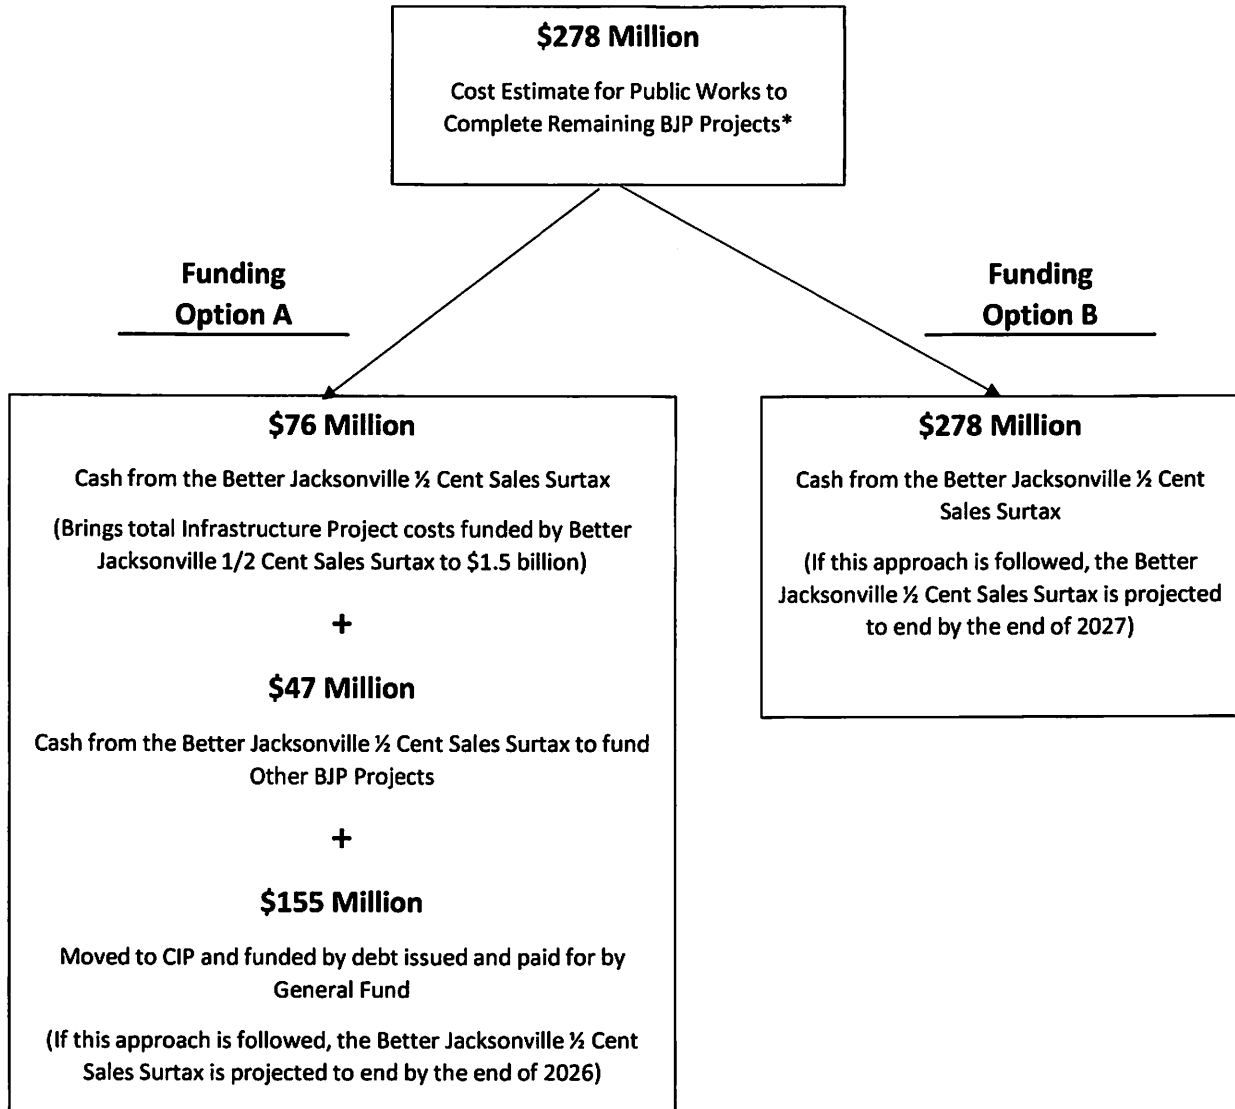 $278 Million
Cost Estimate for Public Works to
Complete Remaining BJP Projects*
Funding
Option A
Funding
Option B
$76 Million
Cash from the Better Jacksonville ½ Cent Sales Surtax
(Brings total Infrastructure Project costs funded by Better
Jacksonville 1/2 Cent Sales Surtax to $1.5 billion)
+
$47 Million
Cash from the Better Jacksonville ½ Cent Sales Surtax to fund
Other BJP Projects
+
$155 Million
Moved to CIP and funded by debt issued and paid for by
General Fund
(If this approach is followed, the Better Jacksonville ½ Cent
Sales Surtax is projected to end by the end of 2026)
$278 Million
Cash from the Better Jacksonville ½ Cent
Sales Surtax
(If this approach is followed, the Better
Jacksonville ½ Cent Sales Surtax is projected
to end by the end of 2027)